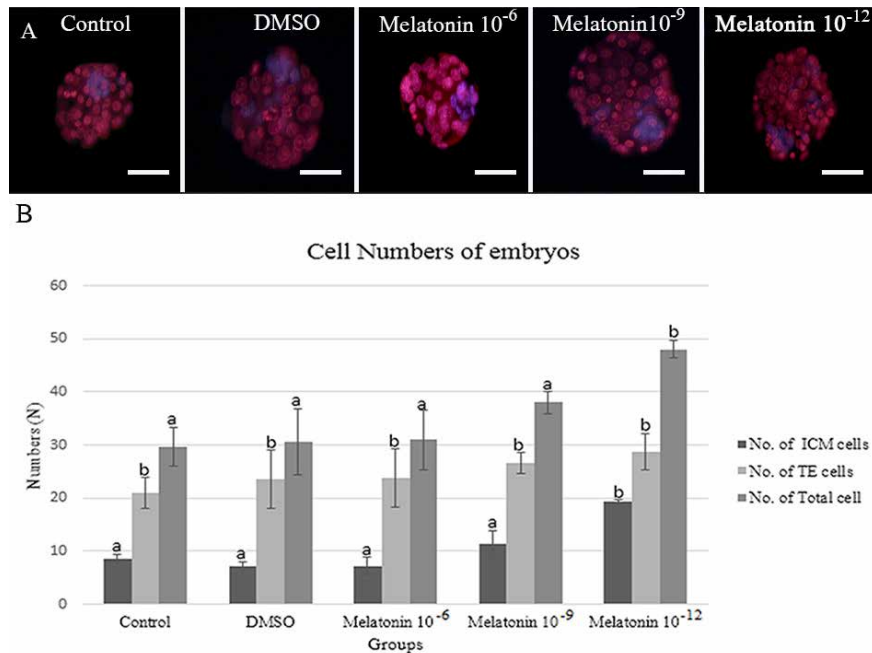 A
Control
DMSO
Melatonin 10-6
Melatonin10-9
Melatonin 10-12
B
Cell Numbers of embryos
60
50
40
30
20
10
0
Numbers (N)
a
b
a
a
b
a
a
b
a
a
b
a
b
b
b
Control
DMSO
Melatonin 10-6
Melatonin 10-9
Melatonin 10-12
Groups
No. of ICM cells
No. of TE cells
No. of Total cell